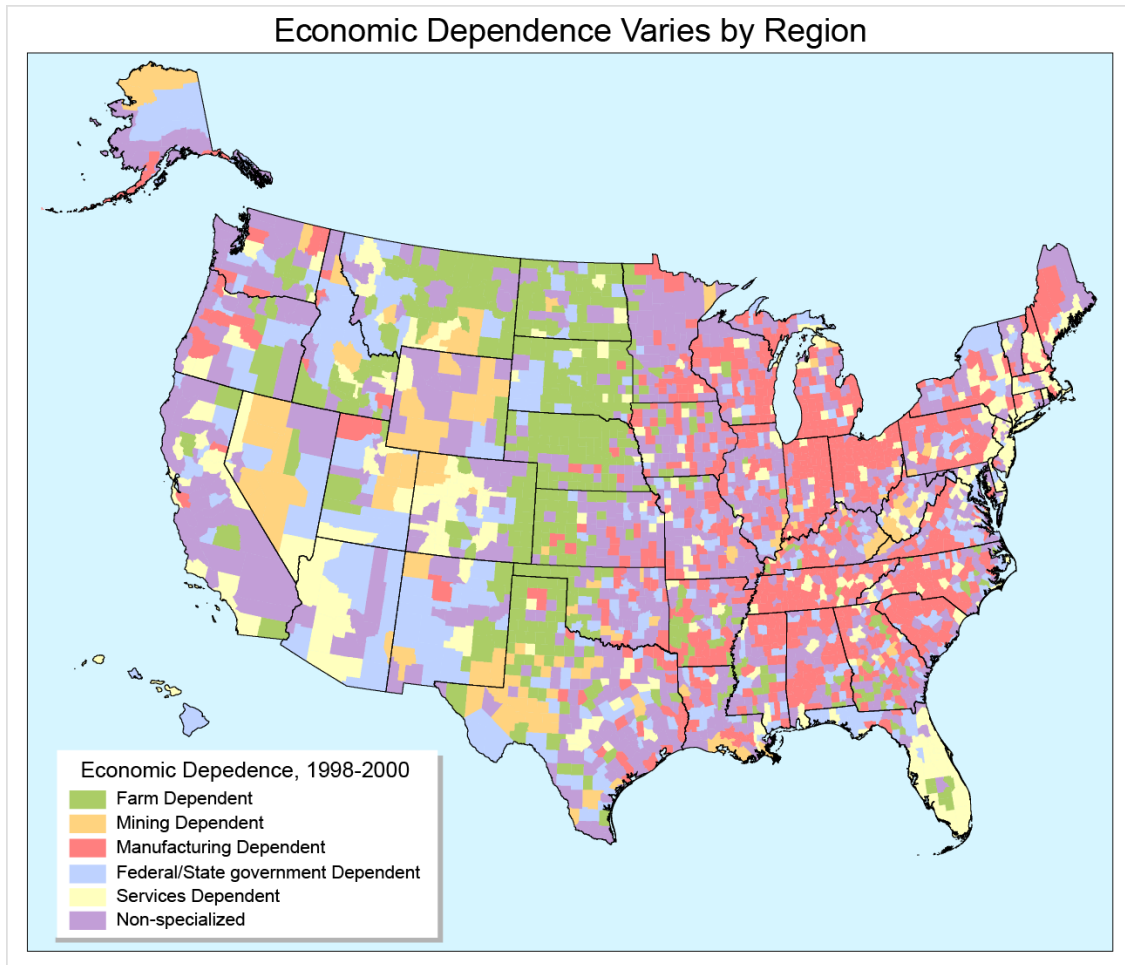 Economic Dependence Varies by Region
Economic Depedence, 1998-2000
Farm Dependent
Mining Dependent
Manufacturing Dependent
Federal/State government Dependent
Services Dependent
Non-specialized